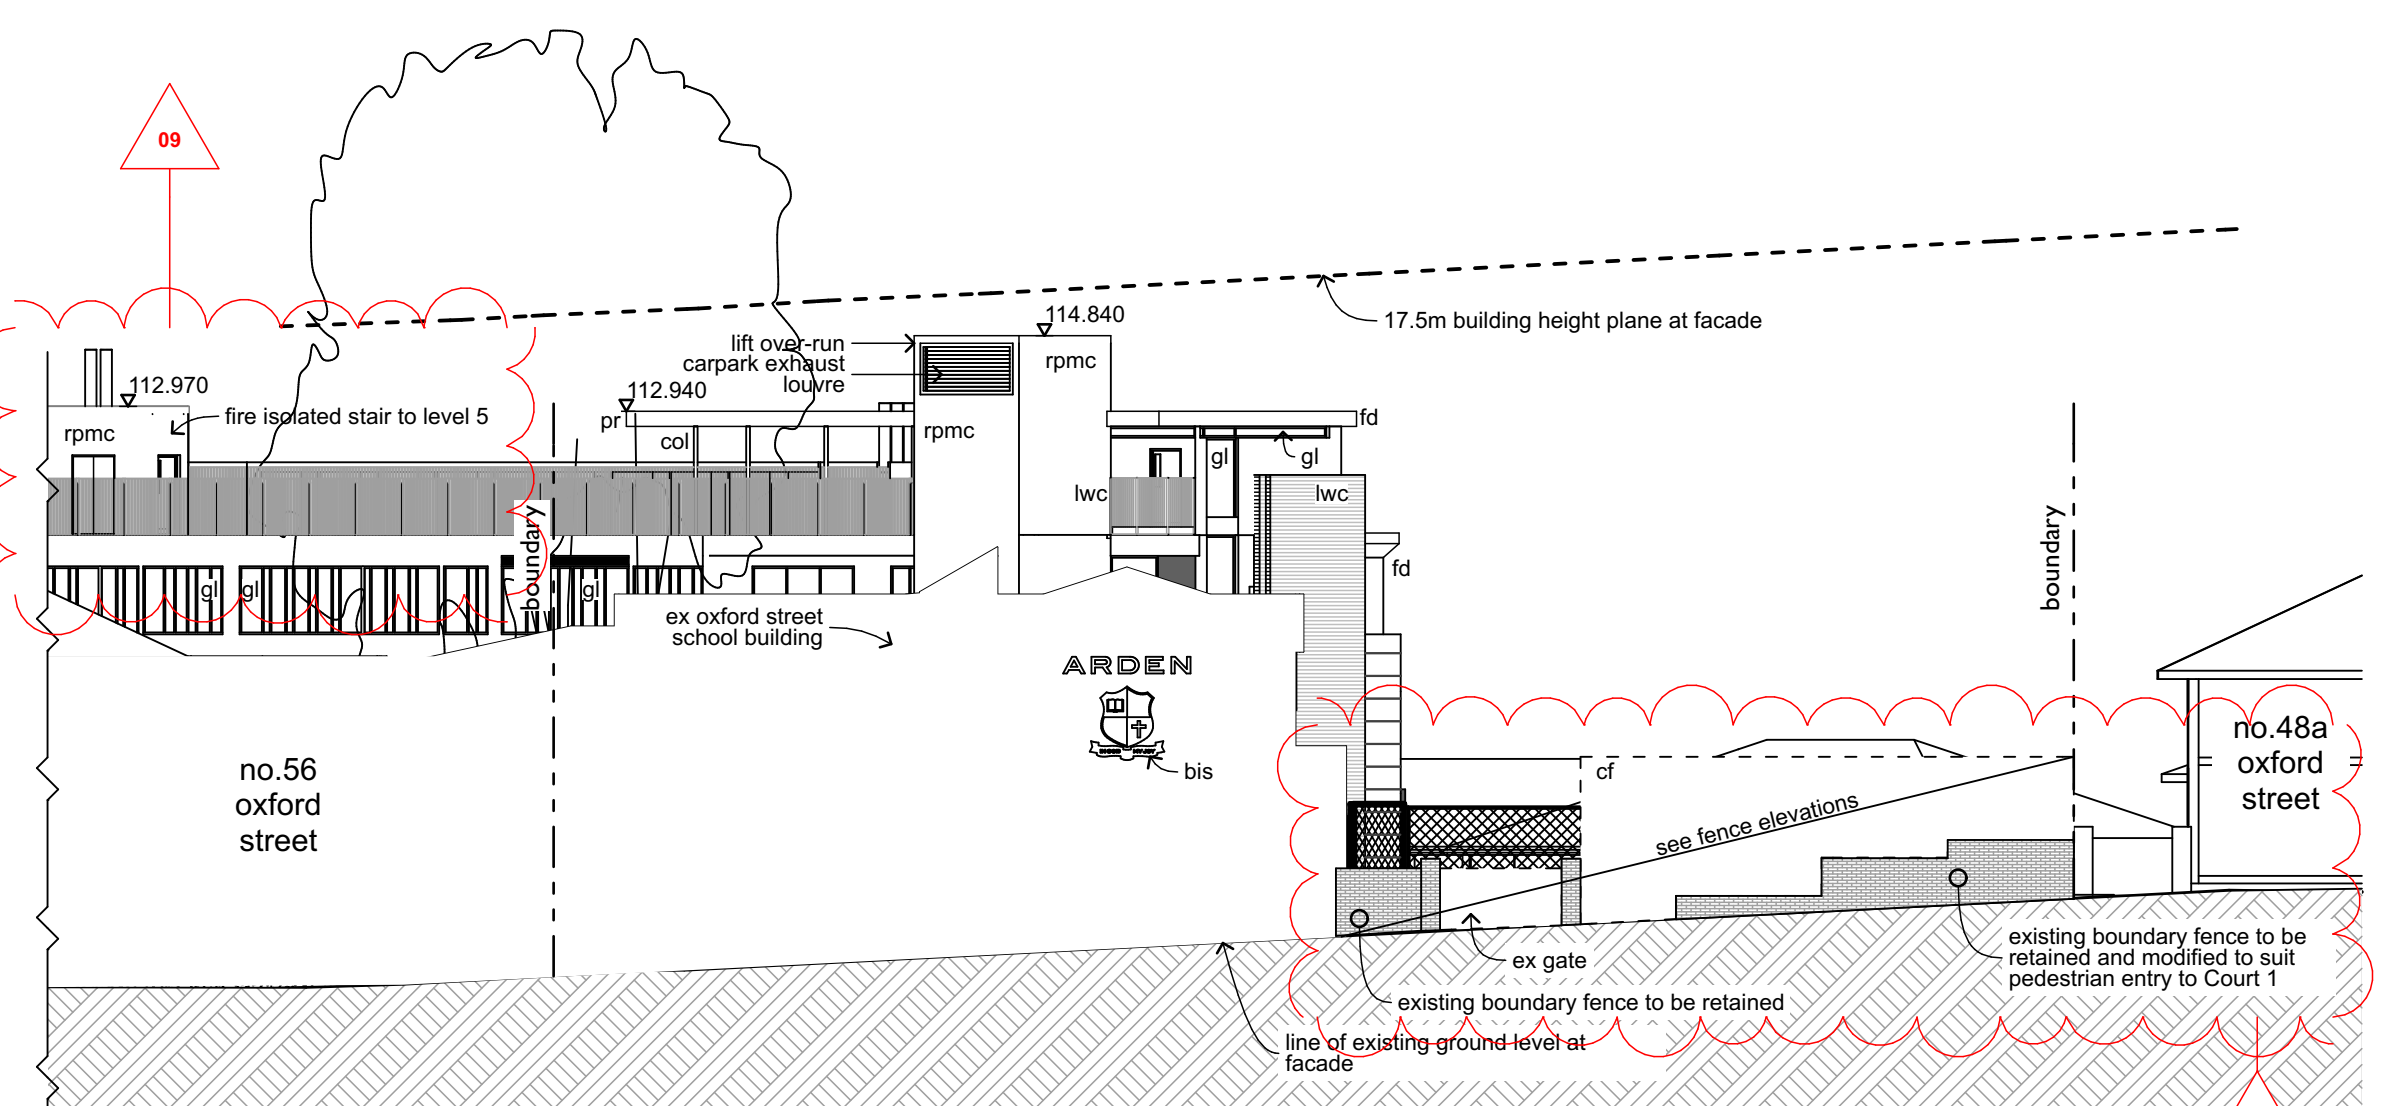 09
17.5m building height plane at facade
114.840
lift over-run
carpark exhaust
louvre
rpmc
112.970
112.940
fire isolated stair to level 5
rpmc
pr
col
rpmc
fd
gl
gl
lwc
lwc
boundary
boundary
fd
gl
gl
gl
ex oxford street
school building
ARDEN
bis
no.56
oxford
street
no.48a
oxford
street
cf
see fence elevations
ex gate
existing boundary fence to be
retained and modified to suit
pedestrian entry to Court 1
existing boundary fence to be retained
line of existing ground level at
facade